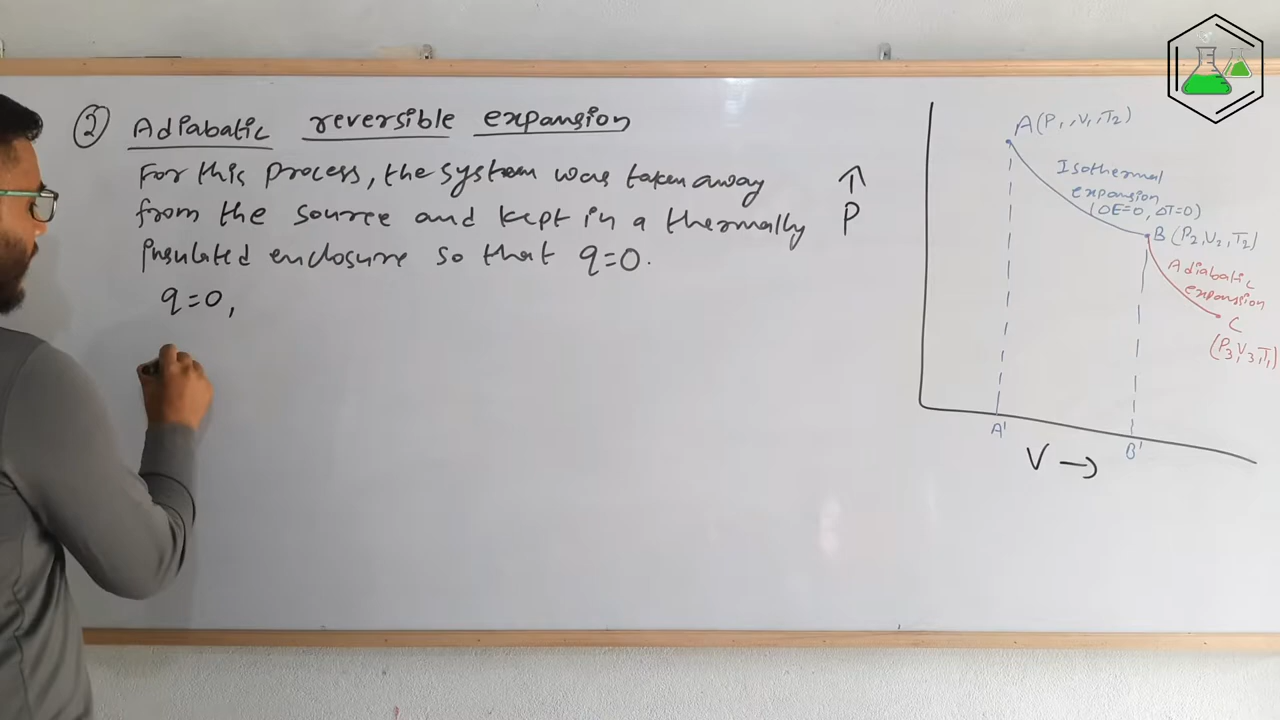 ② Adiabatic reversible expansion
For this process, the system was taken away
from the source and kept in a thermally
insulated enclosure so that q=0.
q=0,
↑
P
A(P₁,V₁,T₂)
Isothermal
expansion
(ΔE=0, ΔT=0)
B(P₂,V₂,T₂)
Adiabatic
expansion
C
(P₃,V₃,T₁)
A'
B'
V →